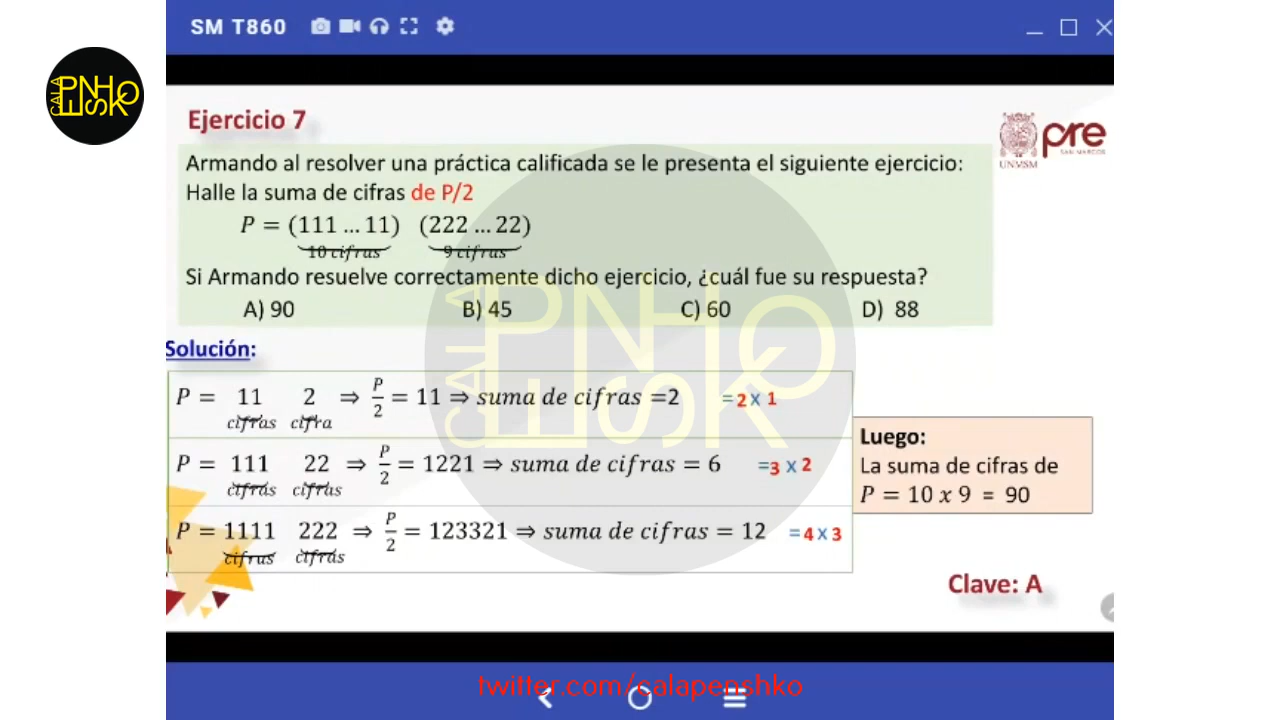 SM T860
CALA PENHSKO
Ejercicio 7
pre
SAN MARCOS
UNMSM
Armando al resolver una práctica calificada se le presenta el siguiente ejercicio:
Halle la suma de cifras de P/2
P = (111 … 11) (222 … 22)
10 cifras 9 cifras
Si Armando resuelve correctamente dicho ejercicio, ¿cuál fue su respuesta?
A) 90 B) 45 C) 60 D) 88
Solución:
P = 11 2 ⇒ P/2 = 11 ⇒ suma de cifras =2 = 2 x 1
cifras cifra
P = 111 22 ⇒ P/2 = 1221 ⇒ suma de cifras = 6 =3 x 2
cifras cifras
P = 1111 222 ⇒ P/2 = 123321 ⇒ suma de cifras = 12 = 4 x 3
cifras cifras
Luego:
La suma de cifras de
P = 10 x 9 = 90
Clave: A
twitter.com/calapenshko